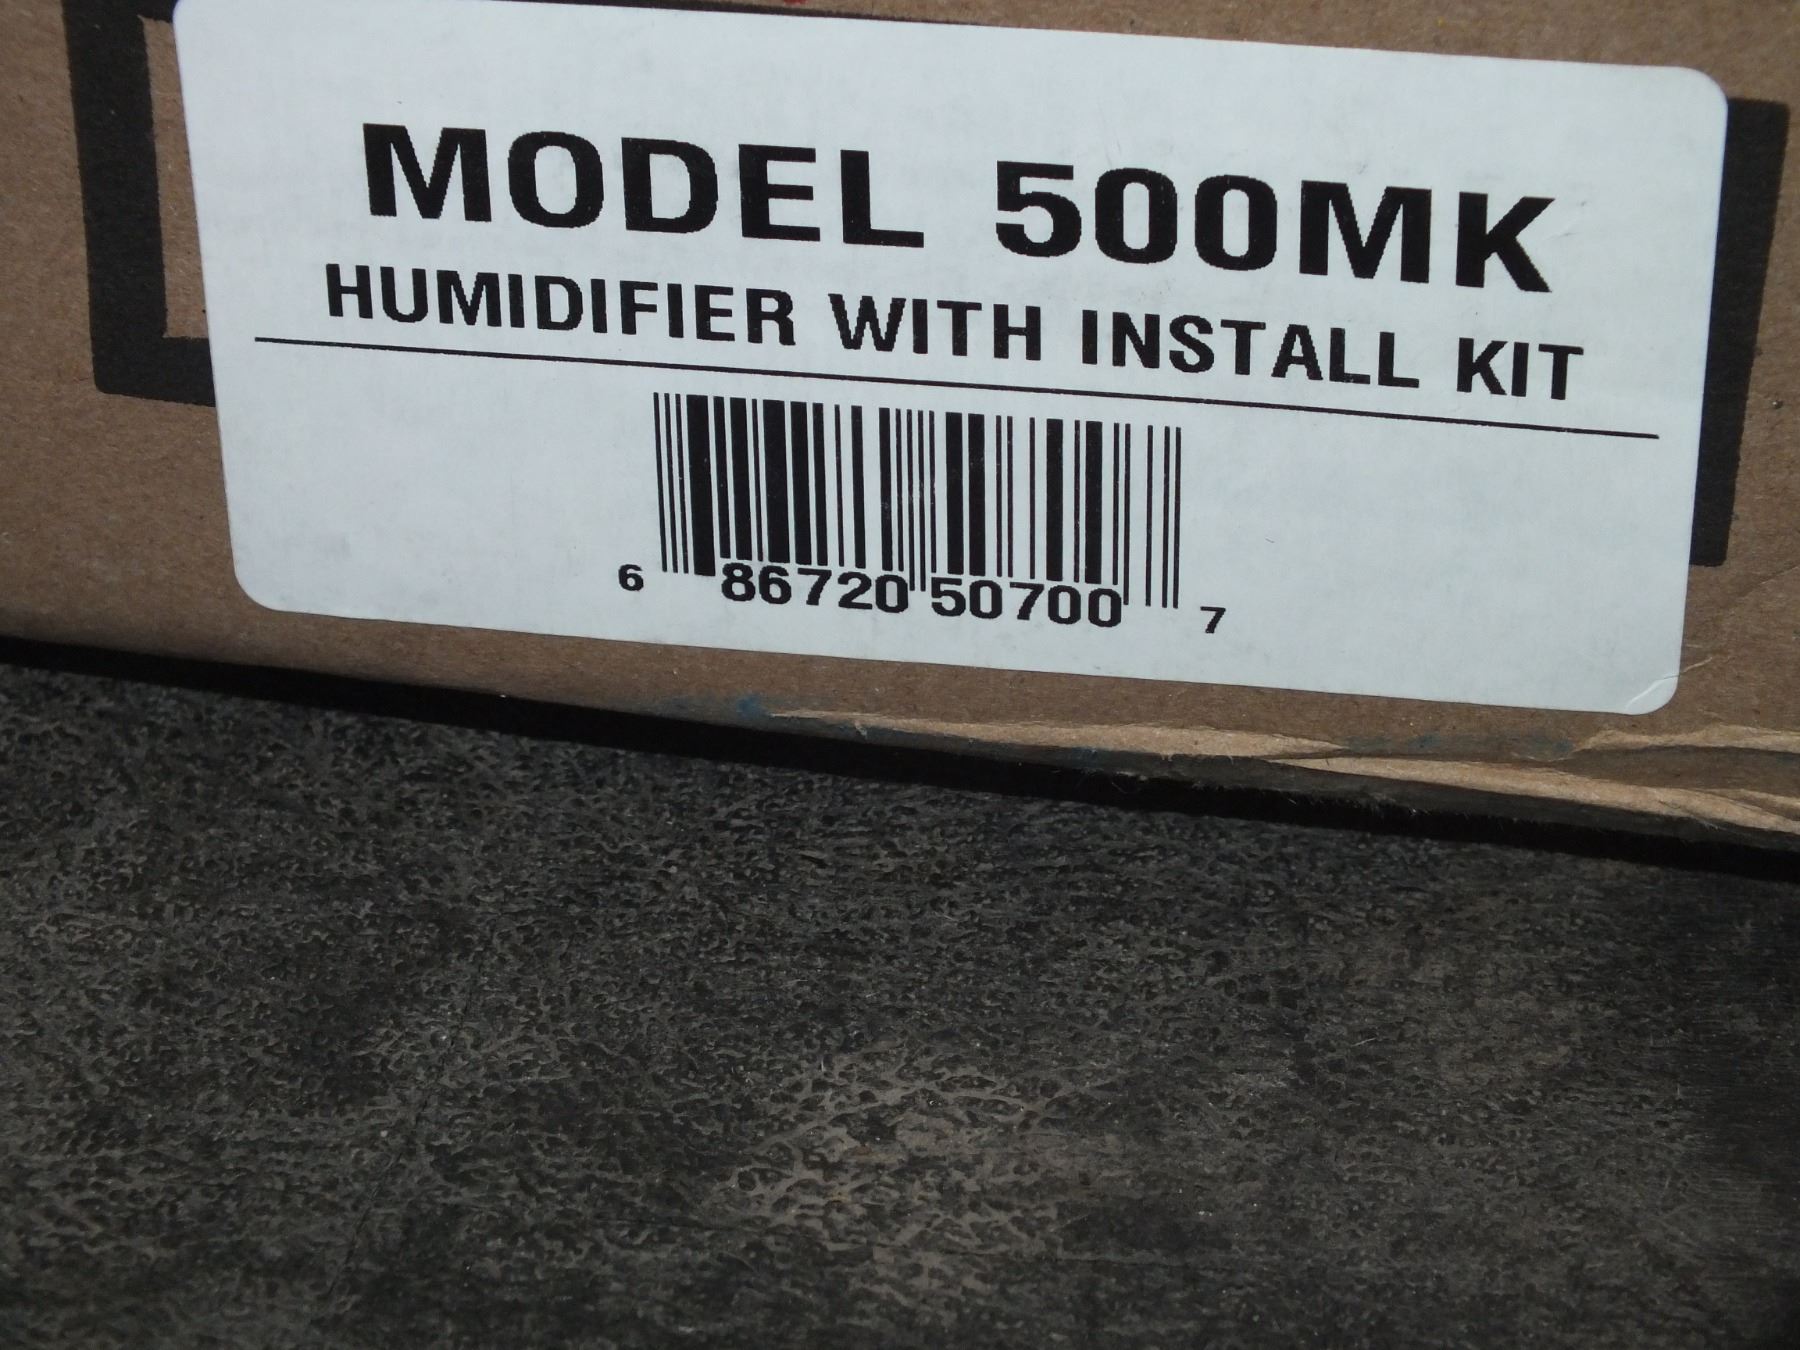 MODEL 500MK
HUMIDIFIER WITH INSTALL KIT
6 86720 50700 7